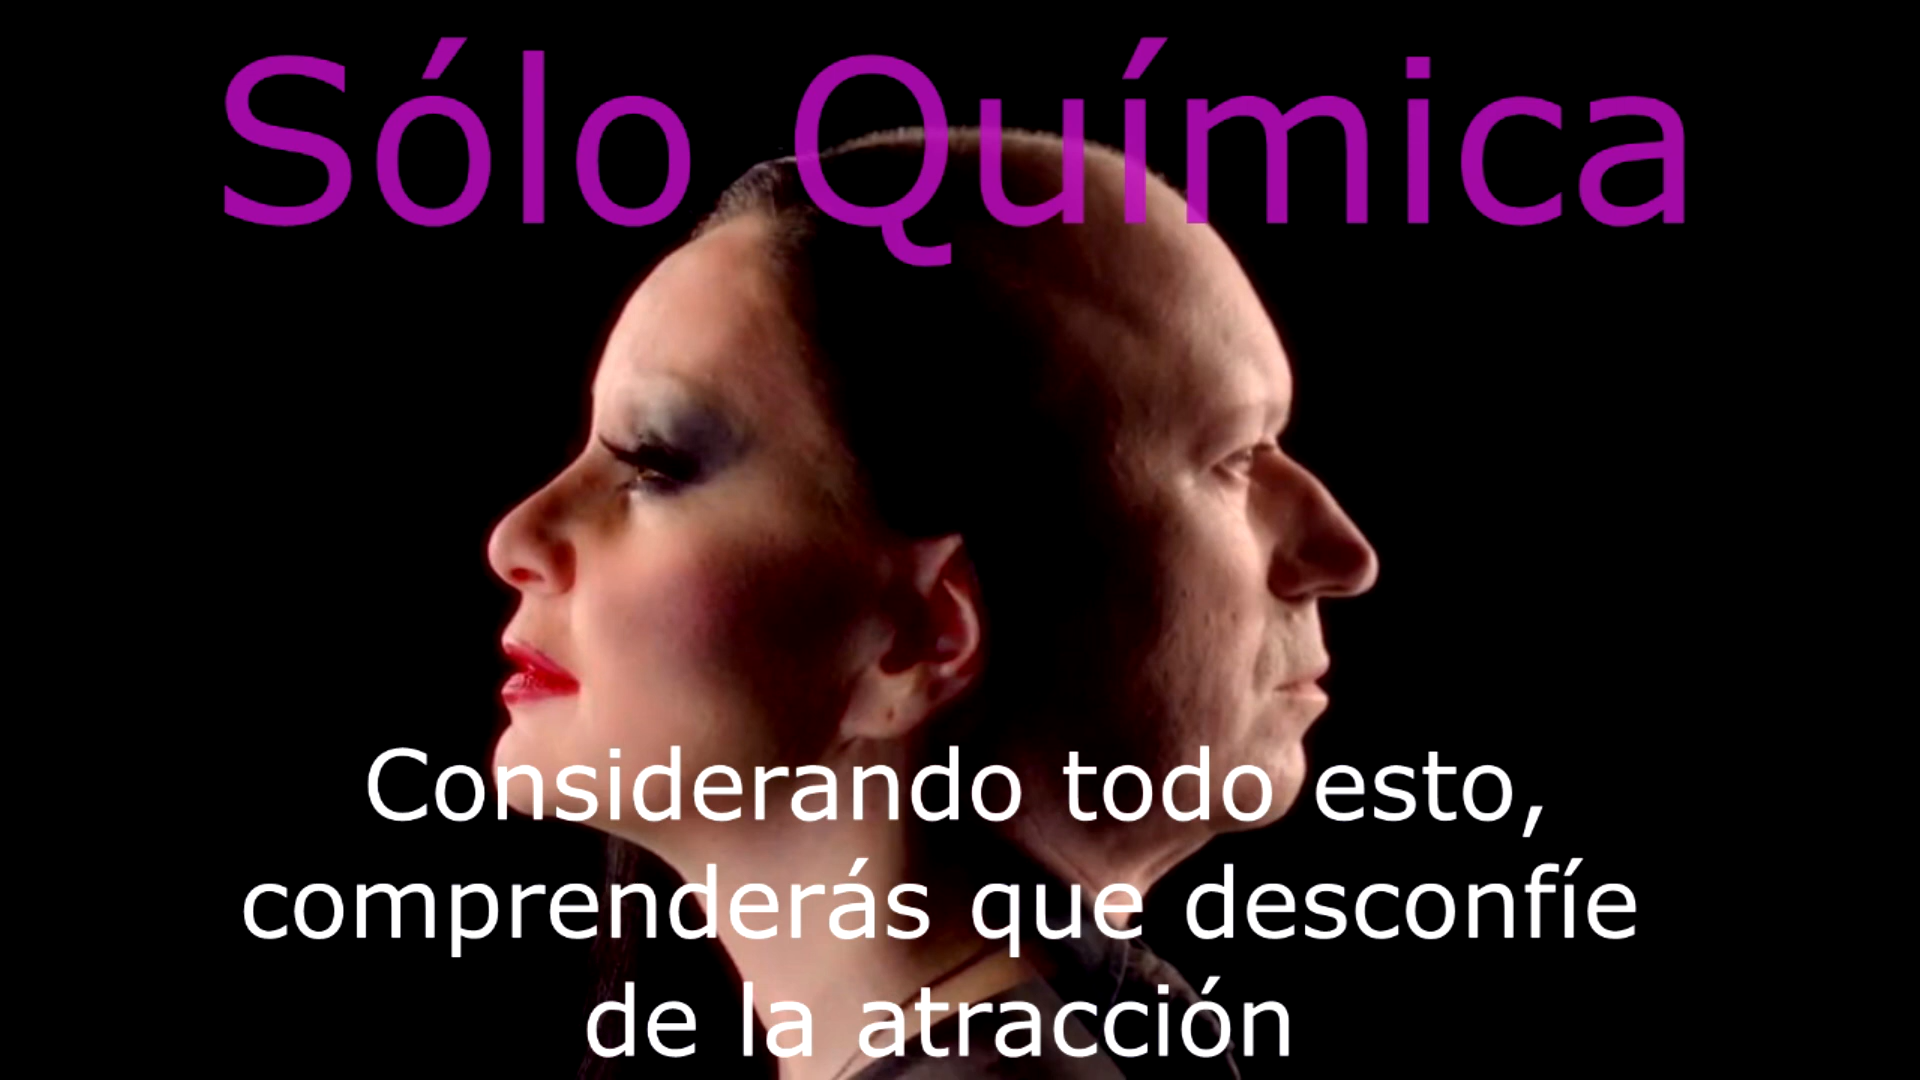 Sólo Química
Considerando todo esto,
comprenderás que desconfíe
de la atracción